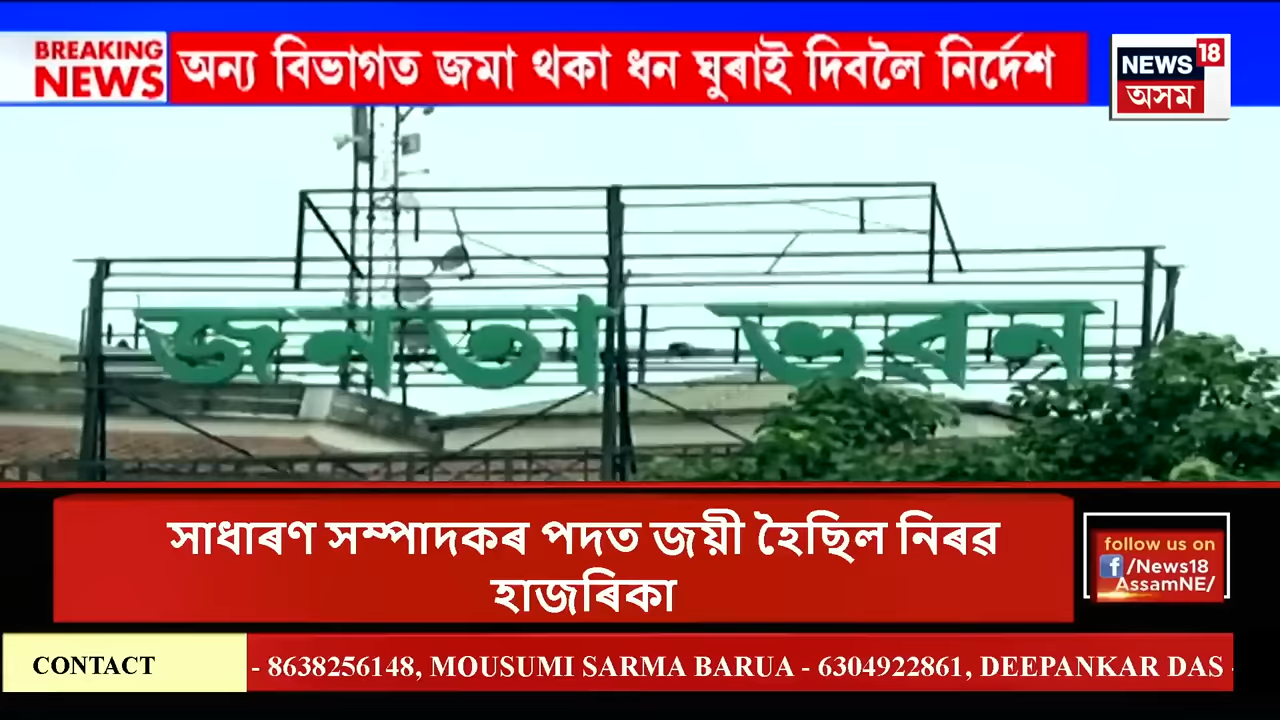 BREAKING
NEWS
অন্য বিভাগত জমা থকা ধন ঘুৰাই দিবলৈ নিৰ্দেশ
NEWS 18
অসম
জনতা ভৱন
সাধাৰণ সম্পাদকৰ পদত জয়ী হৈছিল নিৰৱ
হাজৰিকা
follow us on
f/News18
AssamNE/
CONTACT
- 8638256148, MOUSUMI SARMA BARUA - 6304922861, DEEPANKAR DAS -